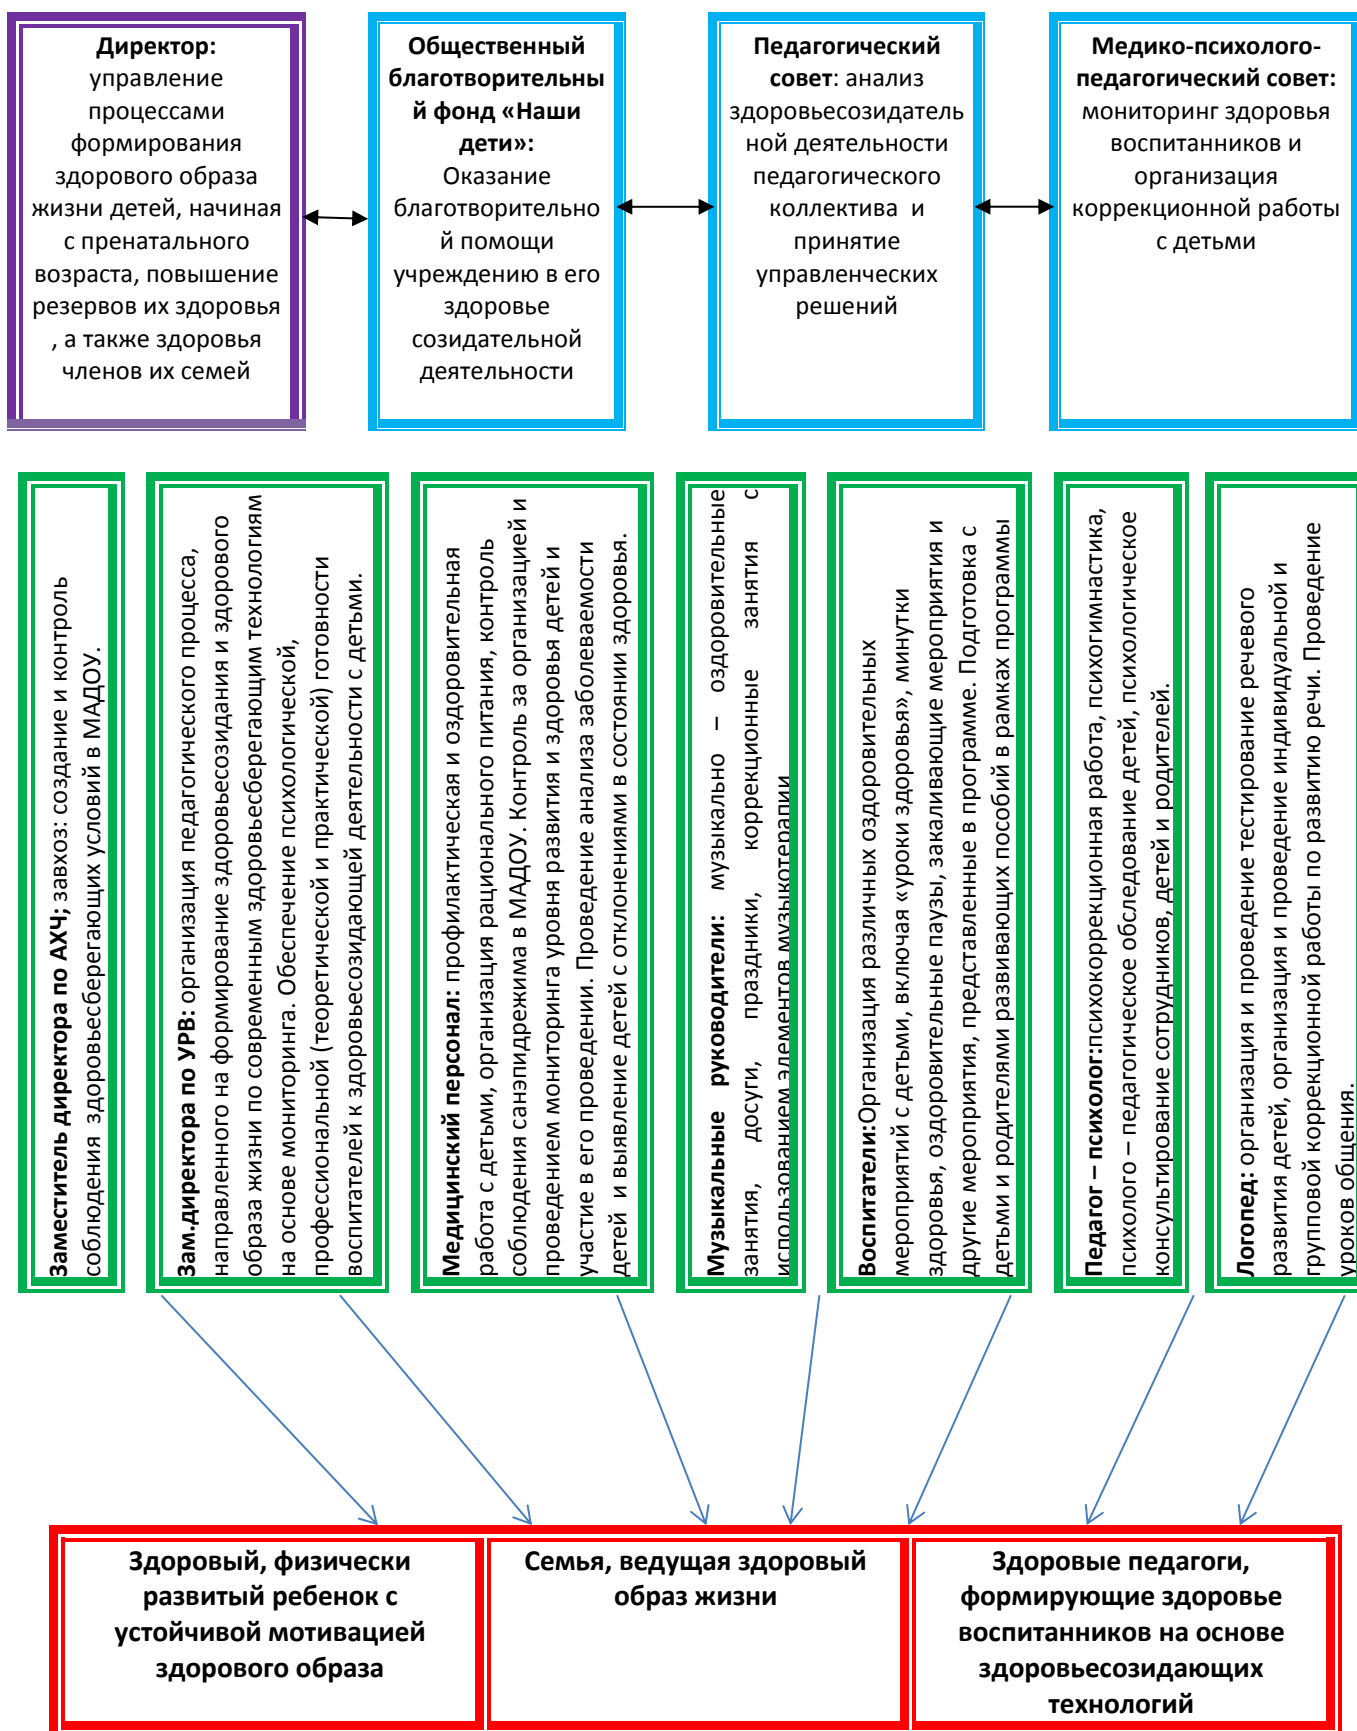 Директор:
управление
процессами
формирования
здорового образа
жизни детей, начиная
с пренатального
возраста, повышение
резервов их здоровья
, а также здоровья
членов их семей
Общественный
благотворительны
й фонд «Наши
дети»:
Оказание
благотворительно
й помощи
учреждению в его
здоровье
созидательной
деятельности
Педагогический
совет: анализ
здоровьесозидатель
ной деятельности
педагогического
коллектива и
принятие
управленческих
решений
Медико-психолого-
педагогический совет:
мониторинг здоровья
воспитанников и
организация
коррекционной работы
с детьми
Заместитель директора по АХЧ; завхоз: создание и контроль
соблюдения здоровьесберегающих условий в МАДОУ.
Зам.директора по УРВ: организация педагогического процесса,
направленного на формирование здоровьесозидания и здорового
образа жизни по современным здоровьесберегающим технологиям
на основе мониторинга. Обеспечение психологической,
профессиональной (теоретической и практической) готовности
воспитателей к здоровьесозидающей деятельности с детьми.
Медицинский персонал: профилактическая и оздоровительная
работа с детьми, организация рационального питания, контроль
соблюдения санэпидрежима в МАДОУ. Контроль за организацией и
проведением мониторинга уровня развития и здоровья детей и
участие в его проведении. Проведение анализа заболеваемости
детей и выявление детей с отклонениями в состоянии здоровья.
Музыкальные руководители: музыкально – оздоровительные
занятия, досуги, праздники, коррекционные занятия с
использованием элементов музыкотерапии
Воспитатели:Организация различных оздоровительных
мероприятий с детьми, включая «уроки здоровья», минутки
здоровья, оздоровительные паузы, закаливающие мероприятия и
другие мероприятия, представленные в программе. Подготовка с
детьми и родителями развивающих пособий в рамках программы
Педагог – психолог:психокоррекционная работа, психогимнастика,
психолого – педагогическое обследование детей, психологическое
консультирование сотрудников, детей и родителей.
Логопед: организация и проведение тестирование речевого
развития детей, организация и проведение индивидуальной и
групповой коррекционной работы по развитию речи. Проведение
уроков общения.
Здоровый, физически
развитый ребенок с
устойчивой мотивацией
здорового образа
Семья, ведущая здоровый
образ жизни
Здоровые педагоги,
формирующие здоровье
воспитанников на основе
здоровьесозидающих
технологий